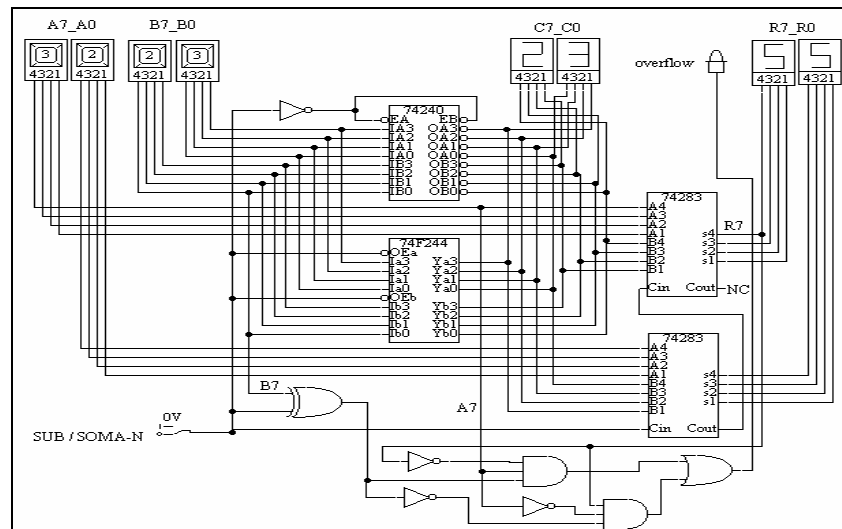 A7_A0 B7_B0 C7_C0 R7_R0
3 2 2 3 2 3 5 5
4321 4321 4321 4321 4321 4321 4321 4321
overflow
74240
EA EB
IA3 OA3
IA2 OA2
IA1 OA1
IA0 OA0
IB3 OB3
IB2 OB2
IB1 OB1
IB0 OB0
74283
A4
A3
A2
A1
B4
B3
B2
B1
s4
s3
s2
s1
Cin Cout
R7
NC
74F244
OEa
Ia3 Ya3
Ia2 Ya2
Ia1 Ya1
Ia0 Ya0
OEb
Ib3 Yb3
Ib2 Yb2
Ib1 Yb1
Ib0 Yb0
74283
A4
A3
A2
A1
B4
B3
B2
B1
s4
s3
s2
s1
Cin Cout
B7
A7
0V
SUB / SOMA-N